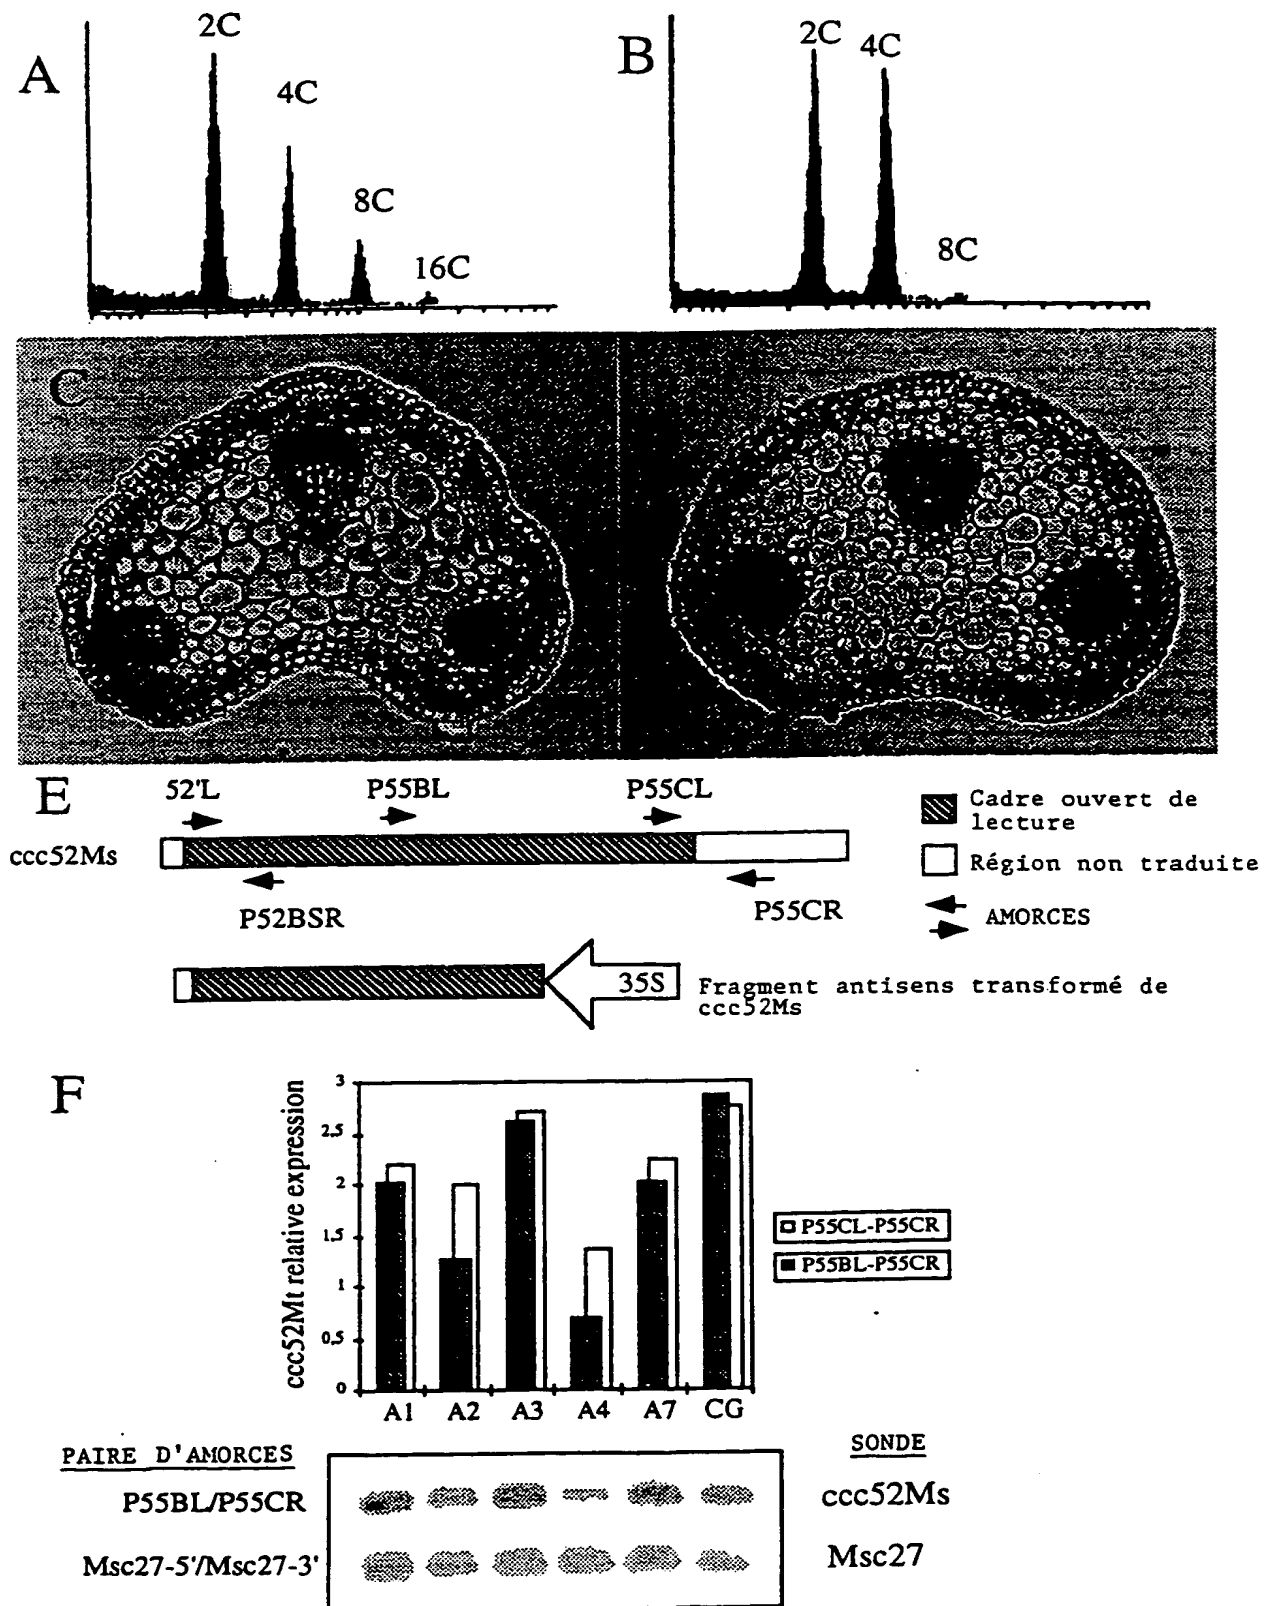 A
2C
4C
8C
16C
B
2C
4C
8C
C
E
52'L
P55BL
P55CL
ccc52Ms
P52BSR
P55CR
Cadre ouvert de
lecture
Région non traduite
AMORCES
35S
Fragment antisens transformé de
ccc52Ms
F
ccc52Mt relative expression
3
2.5
2
1.5
1
0.5
0
A1 A2 A3 A4 A7 CG
P55CL-P55CR
P55BL-P55CR
PAIRE D'AMORCES
SONDE
P55BL/P55CR
ccc52Ms
Msc27-5'/Msc27-3'
Msc27